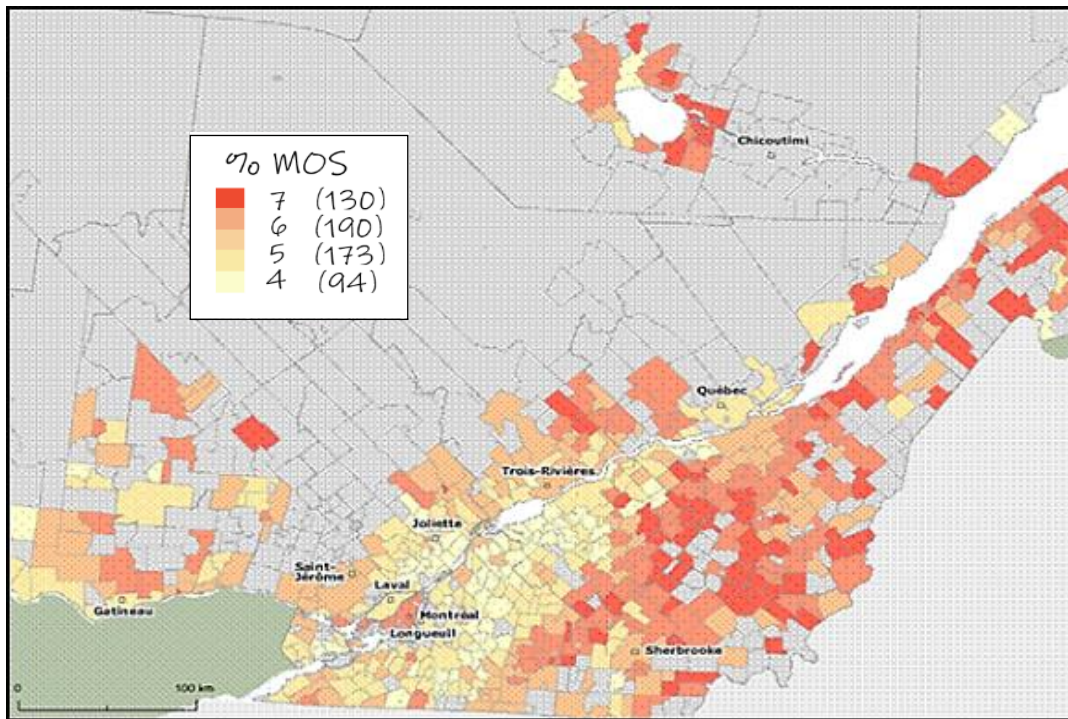 % MOS
7 (130)
6 (190)
5 (173)
4 (94)
Chicoutimi
Québec
Trois-Rivières
Joliette
Saint-
Jérôme
Laval
Gatineau
Montréal
Longueuil
Sherbrooke
0 100 km